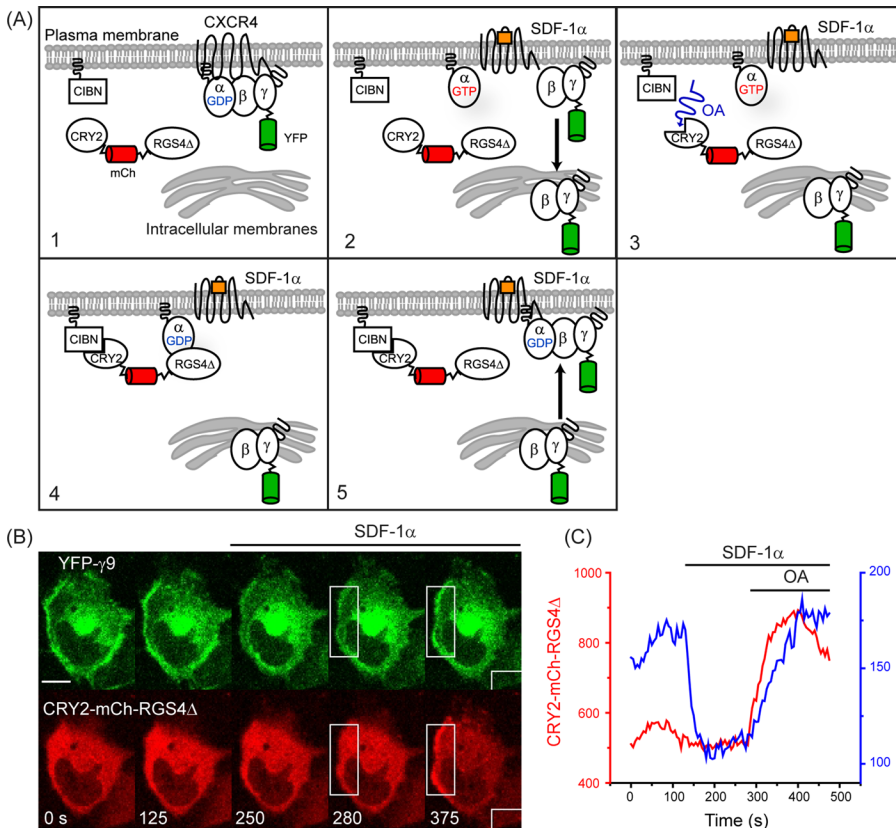 (A)
CXCR4
Plasma membrane
CIBN
α
GDP
β
γ
CRY2
mCh
RGS4Δ
YFP
Intracellular membranes
1
SDF-1α
CIBN
α
GTP
β
γ
CRY2
RGS4Δ
β
γ
2
SDF-1α
CIBN
α
GTP
OA
CRY2
RGS4Δ
β
γ
3
SDF-1α
CIBN
α
GDP
CRY2
RGS4Δ
β
γ
4
SDF-1α
CIBN
α
GDP
β
γ
CRY2
RGS4Δ
β
γ
5
(B)
SDF-1α
YFP-γ9
CRY2-mCh-RGS4Δ
0 s
125
250
280
375
(C)
SDF-1α
OA
CRY2-mCh-RGS4Δ
1000
800
600
400
200
150
100
0
100
200
300
400
500
Time (s)